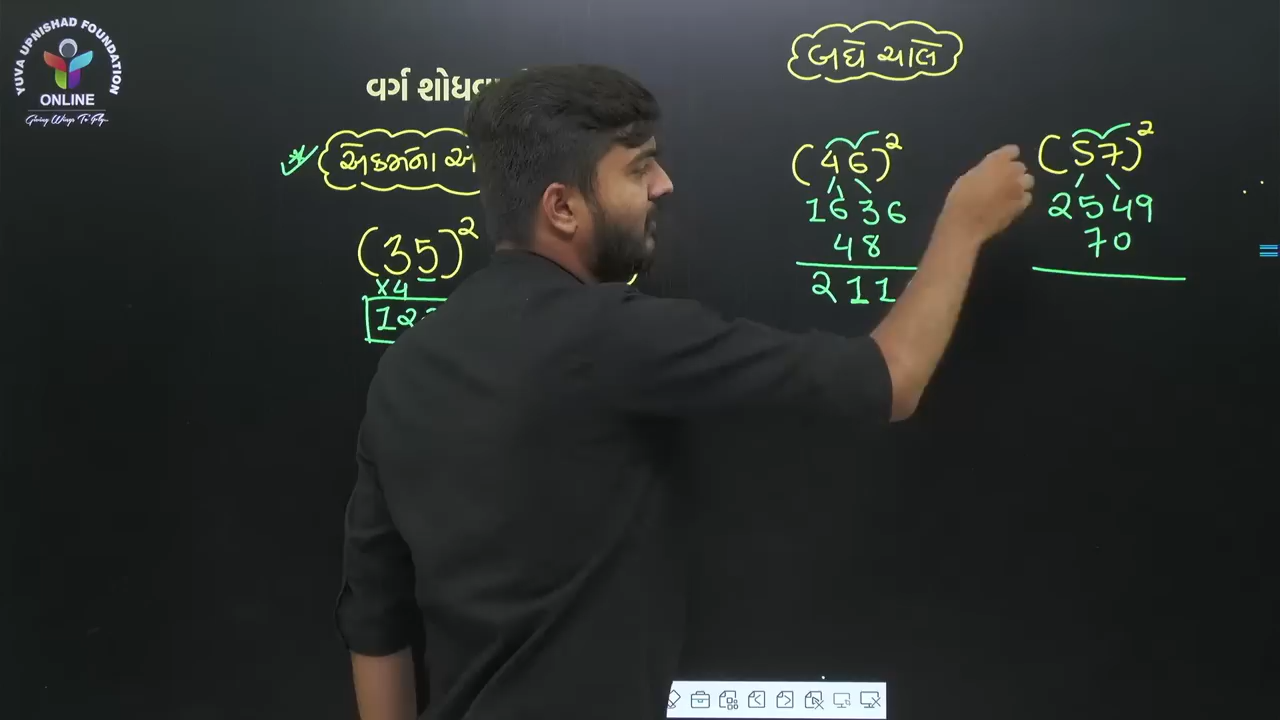 YUVA UPNISHAD FOUNDATION
ONLINE
Giving Wings To Fly...
બધે ચાલે
વર્ગ
(46)²
1636
48
211
(57)²
2549
70
(35)²
×4